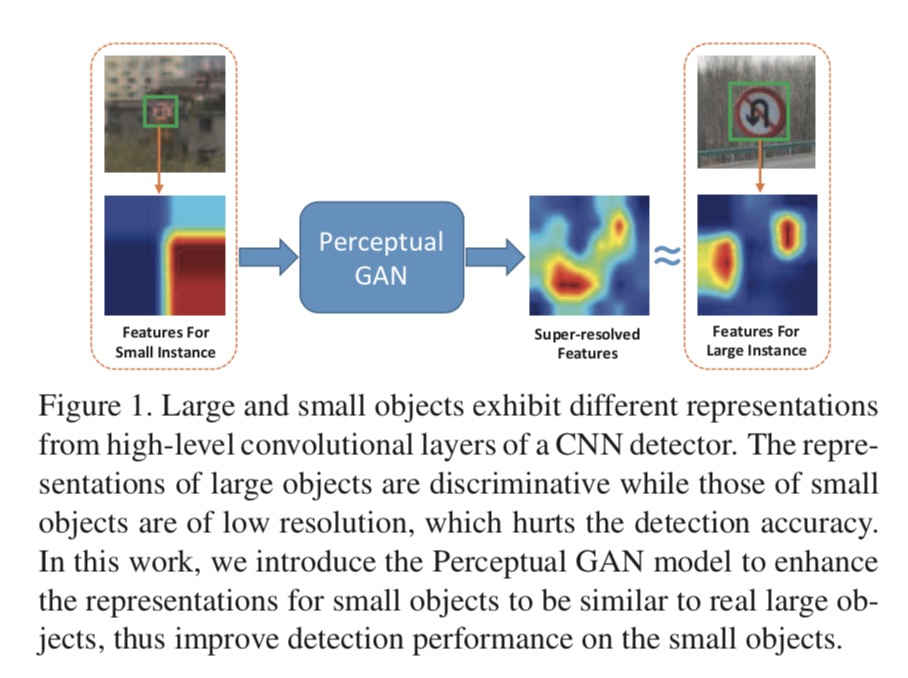 Perceptual
GAN
Features For
Small Instance
Super-resolved
Features
Features For
Large Instance
≈
Figure 1. Large and small objects exhibit different representations
from high-level convolutional layers of a CNN detector. The repre-
sentations of large objects are discriminative while those of small
objects are of low resolution, which hurts the detection accuracy.
In this work, we introduce the Perceptual GAN model to enhance
the representations for small objects to be similar to real large ob-
jects, thus improve detection performance on the small objects.